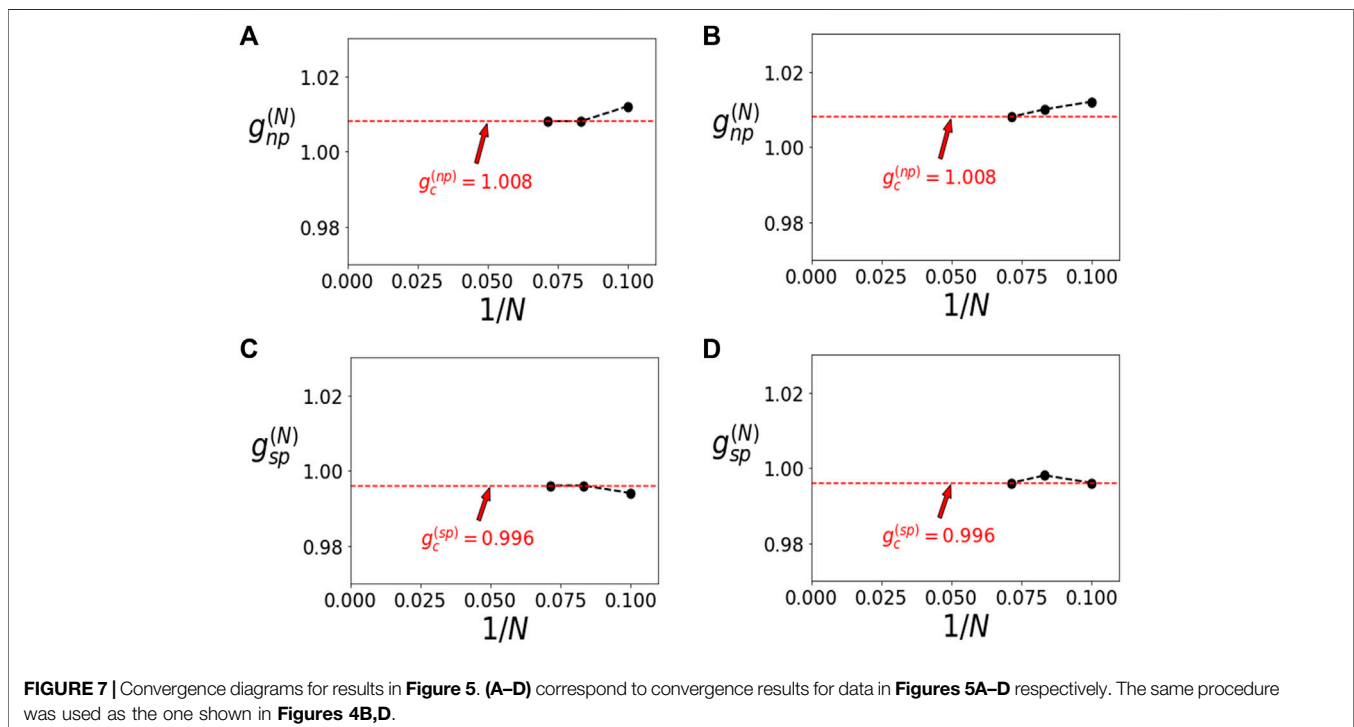 A
1.02
1.00
0.98
g_{np}^{(N)}
g_c^{(np)} = 1.008
0.000 0.025 0.050 0.075 0.100
1/N
B
1.02
1.00
0.98
g_{np}^{(N)}
g_c^{(np)} = 1.008
0.000 0.025 0.050 0.075 0.100
1/N
C
1.02
1.00
0.98
g_{sp}^{(N)}
g_c^{(sp)} = 0.996
0.000 0.025 0.050 0.075 0.100
1/N
D
1.02
1.00
0.98
g_{sp}^{(N)}
g_c^{(sp)} = 0.996
0.000 0.025 0.050 0.075 0.100
1/N
FIGURE 7 | Convergence diagrams for results in Figure 5. (A–D) correspond to convergence results for data in Figures 5A–D respectively. The same procedure
was used as the one shown in Figures 4B,D.